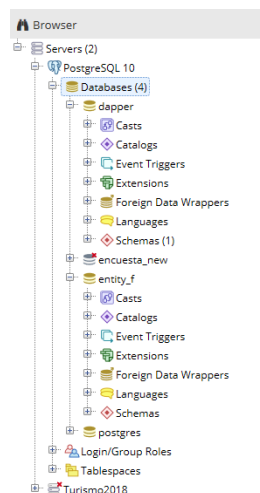 Browser
Servers (2)
PostgreSQL 10
Databases (4)
dapper
Casts
Catalogs
Event Triggers
Extensions
Foreign Data Wrappers
Languages
Schemas (1)
encuesta_new
entity_f
Casts
Catalogs
Event Triggers
Extensions
Foreign Data Wrappers
Languages
Schemas
postgres
Login/Group Roles
Tablespaces
Turismo2018